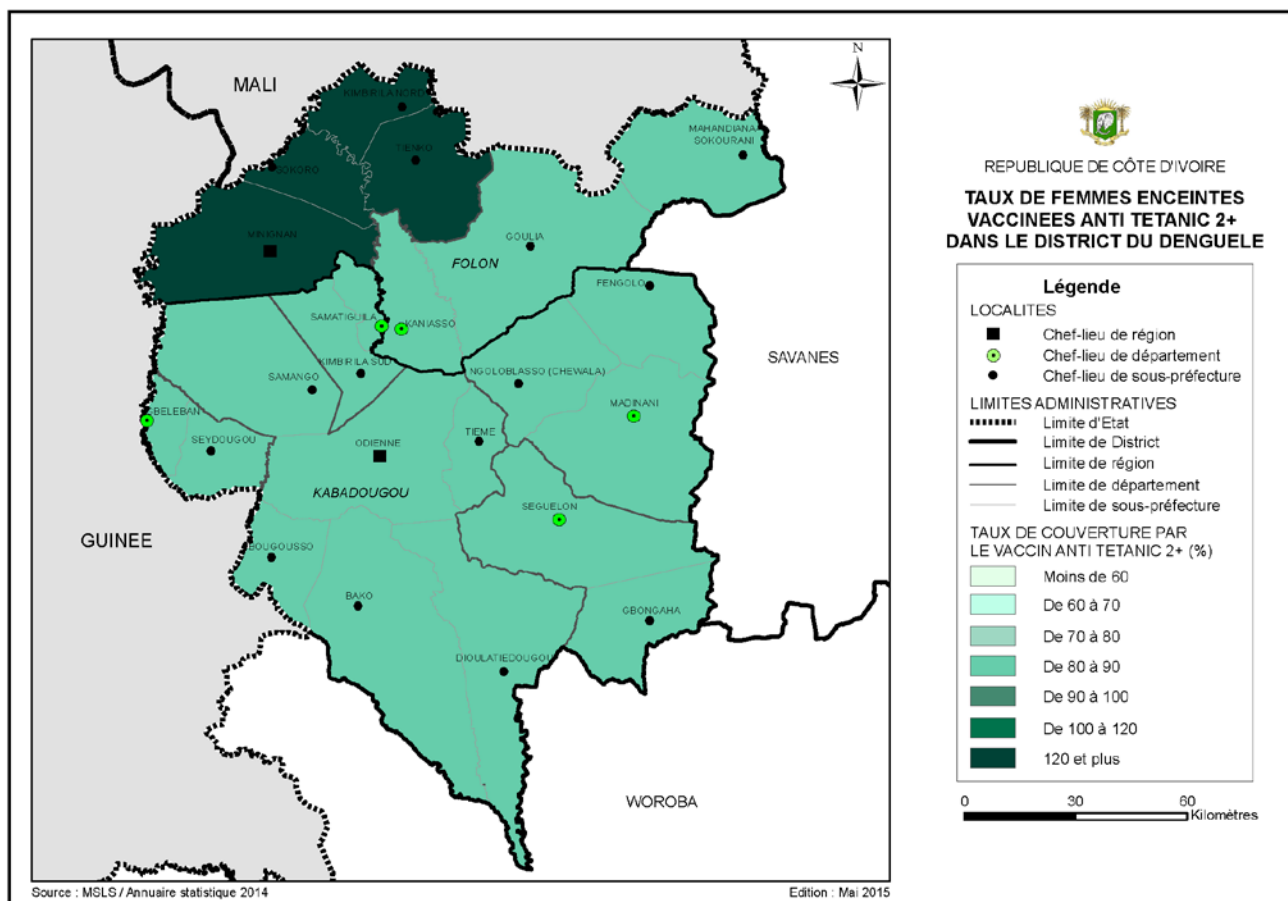 MALI
N
KIMBRILA NORD
MAHANDIANA
SOKOURANI
TIENKO
SOKORO
MINIGNAN
GOULIA
FOLON
FENGOLO
SAMATIGUILA
KANIASSO
SAVANES
KIMBIRILA SUD
NGOLOBLASSO (CHEWALA)
SAMANGO
MADINANI
GBELEBAN
TIEME
SEYDOUGOU
ODIENNE
KABADOUGOU
SEGUELON
GUINEE
BOUGOUSSO
BAKO
GBONGAHA
DIOULATIEDOUGOU
WOROBA
Source : MSLS / Annuaire statistique 2014
Edition : Mai 2015
REPUBLIQUE DE CÔTE D'IVOIRE
TAUX DE FEMMES ENCEINTES
VACCINEES ANTI TETANIC 2+
DANS LE DISTRICT DU DENGUELE
Légende
LOCALITES
Chef-lieu de région
Chef-lieu de département
Chef-lieu de sous-préfecture
LIMITES ADMINISTRATIVES
Limite d'Etat
Limite de District
Limite de région
Limite de département
Limite de sous-préfecture
TAUX DE COUVERTURE PAR
LE VACCIN ANTI TETANIC 2+ (%)
Moins de 60
De 60 à 70
De 70 à 80
De 80 à 90
De 90 à 100
De 100 à 120
120 et plus
0 30 60
Kilomètres